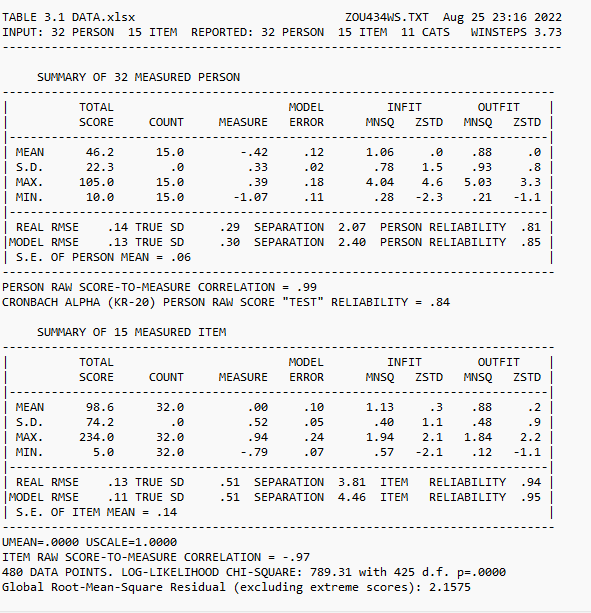 TABLE 3.1 DATA.xlsx ZOU434WS.TXT Aug 25 23:16 2022
INPUT: 32 PERSON 15 ITEM REPORTED: 32 PERSON 15 ITEM 11 CATS WINSTEPS 3.73
--------------------------------------------------------------------------------
SUMMARY OF 32 MEASURED PERSON
-------------------------------------------------------------------------------
| TOTAL MODEL INFIT OUTFIT |
| SCORE COUNT MEASURE ERROR MNSQ ZSTD MNSQ ZSTD |
|-----------------------------------------------------------------------------|
| MEAN 46.2 15.0 -.42 .12 1.06 .0 .88 .0 |
| S.D. 22.3 .0 .33 .02 .78 1.5 .93 .8 |
| MAX. 105.0 15.0 .39 .18 4.04 4.6 5.03 3.3 |
| MIN. 10.0 15.0 -1.07 .11 .28 -2.3 .21 -1.1 |
|-----------------------------------------------------------------------------|
| REAL RMSE .14 TRUE SD .29 SEPARATION 2.07 PERSON RELIABILITY .81 |
|MODEL RMSE .13 TRUE SD .30 SEPARATION 2.40 PERSON RELIABILITY .85 |
| S.E. OF PERSON MEAN = .06 |
-------------------------------------------------------------------------------
PERSON RAW SCORE-TO-MEASURE CORRELATION = .99
CRONBACH ALPHA (KR-20) PERSON RAW SCORE "TEST" RELIABILITY = .84
SUMMARY OF 15 MEASURED ITEM
-------------------------------------------------------------------------------
| TOTAL MODEL INFIT OUTFIT |
| SCORE COUNT MEASURE ERROR MNSQ ZSTD MNSQ ZSTD |
|-----------------------------------------------------------------------------|
| MEAN 98.6 32.0 .00 .10 1.13 .3 .88 .2 |
| S.D. 74.2 .0 .52 .05 .40 1.1 .48 .9 |
| MAX. 234.0 32.0 .94 .24 1.94 2.1 1.84 2.2 |
| MIN. 5.0 32.0 -.79 .07 .57 -2.1 .12 -1.1 |
|-----------------------------------------------------------------------------|
| REAL RMSE .13 TRUE SD .51 SEPARATION 3.81 ITEM RELIABILITY .94 |
|MODEL RMSE .11 TRUE SD .51 SEPARATION 4.46 ITEM RELIABILITY .95 |
| S.E. OF ITEM MEAN = .14 |
-------------------------------------------------------------------------------
UMEAN=.0000 USCALE=1.0000
ITEM RAW SCORE-TO-MEASURE CORRELATION = -.97
480 DATA POINTS. LOG-LIKELIHOOD CHI-SQUARE: 789.31 with 425 d.f. p=.0000
Global Root-Mean-Square Residual (excluding extreme scores): 2.1575